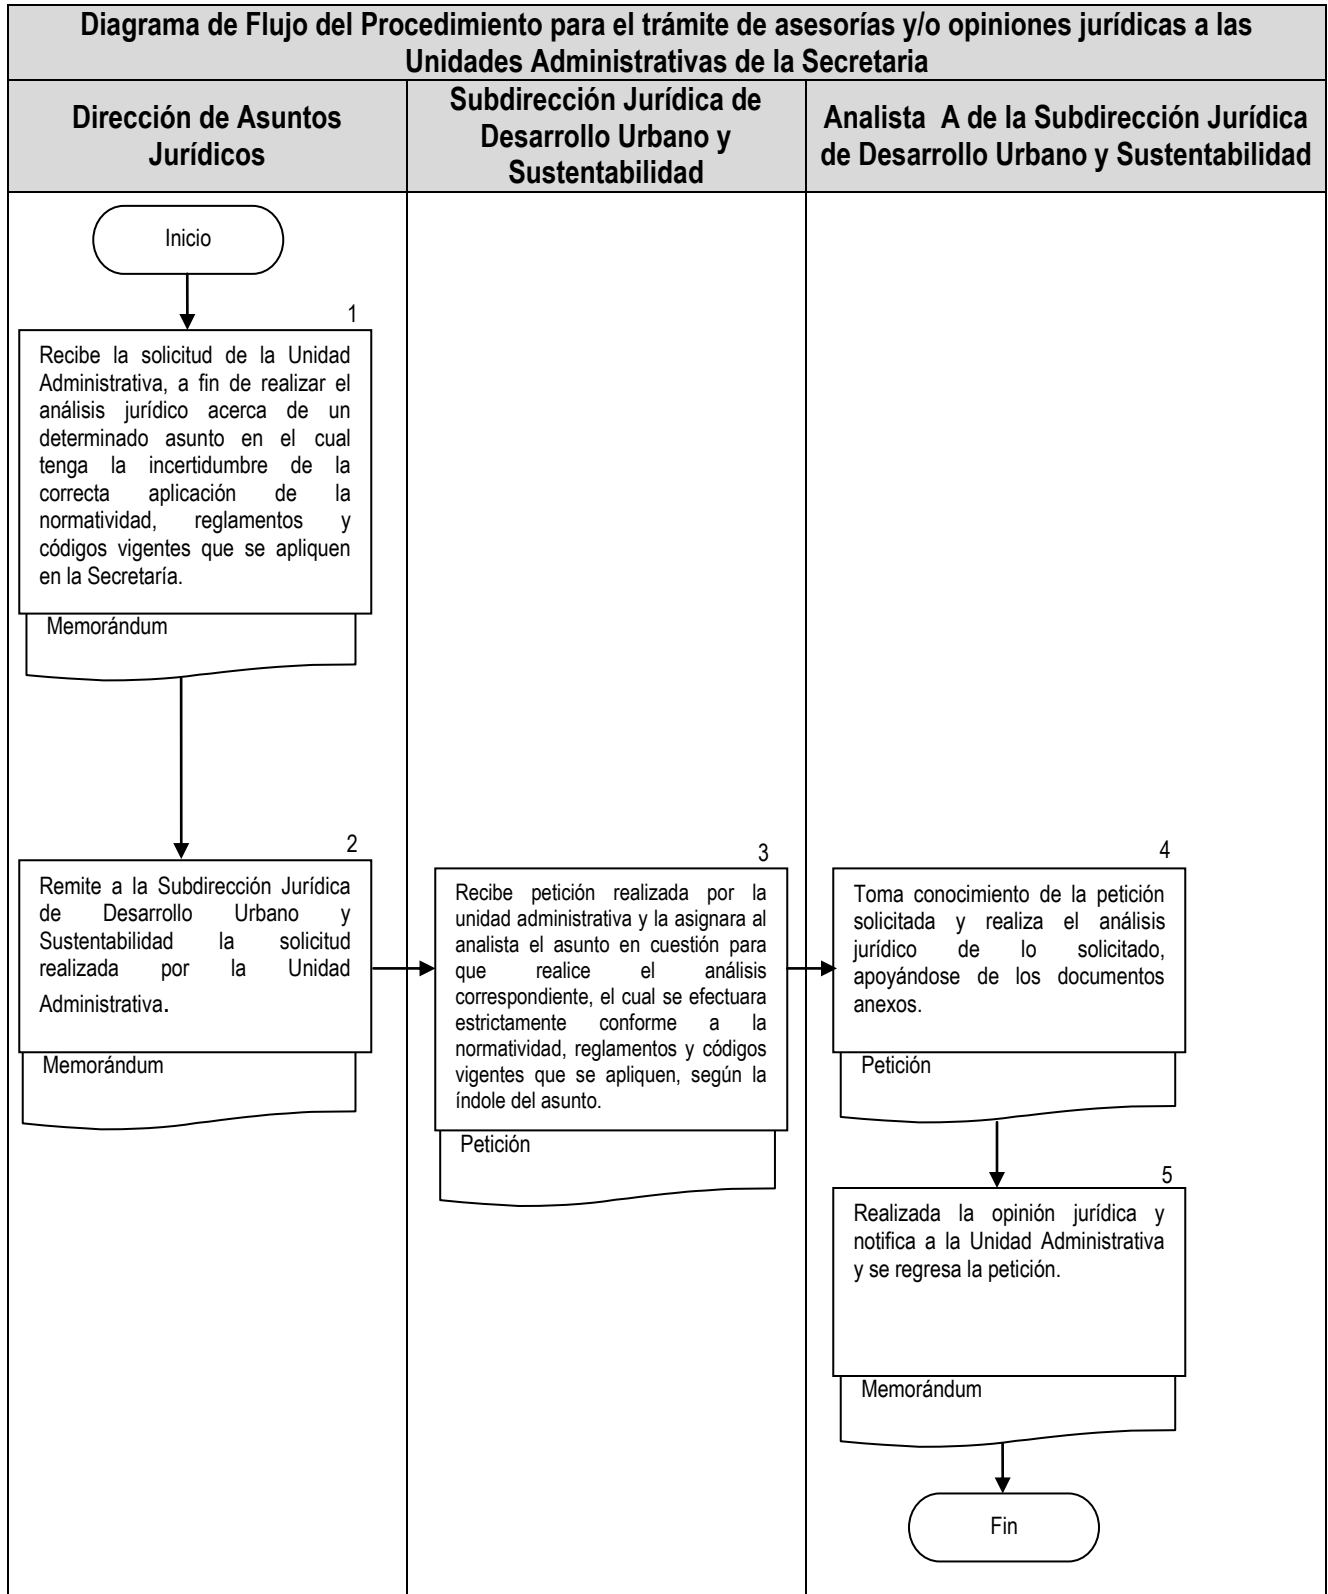 Diagrama de Flujo del Procedimiento para el trámite de asesorías y/o opiniones jurídicas a las
Unidades Administrativas de la Secretaria
Dirección de Asuntos
Jurídicos
Subdirección Jurídica de
Desarrollo Urbano y
Sustentabilidad
Analista A de la Subdirección Jurídica
de Desarrollo Urbano y Sustentabilidad
Inicio
1
Recibe la solicitud de la Unidad
Administrativa, a fin de realizar el
análisis jurídico acerca de un
determinado asunto en el cual
tenga la incertidumbre de la
correcta aplicación de la
normatividad, reglamentos y
códigos vigentes que se apliquen
en la Secretaría.
Memorándum
2
Remite a la Subdirección Jurídica
de Desarrollo Urbano y
Sustentabilidad la solicitud
realizada por la Unidad
Administrativa.
Memorándum
3
Recibe petición realizada por la
unidad administrativa y la asignara al
analista el asunto en cuestión para
que realice el análisis
correspondiente, el cual se efectuara
estrictamente conforme a la
normatividad, reglamentos y códigos
vigentes que se apliquen, según la
índole del asunto.
Petición
4
Toma conocimiento de la petición
solicitada y realiza el análisis
jurídico de lo solicitado,
apoyándose de los documentos
anexos.
Petición
5
Realizada la opinión jurídica y
notifica a la Unidad Administrativa
y se regresa la petición.
Memorándum
Fin